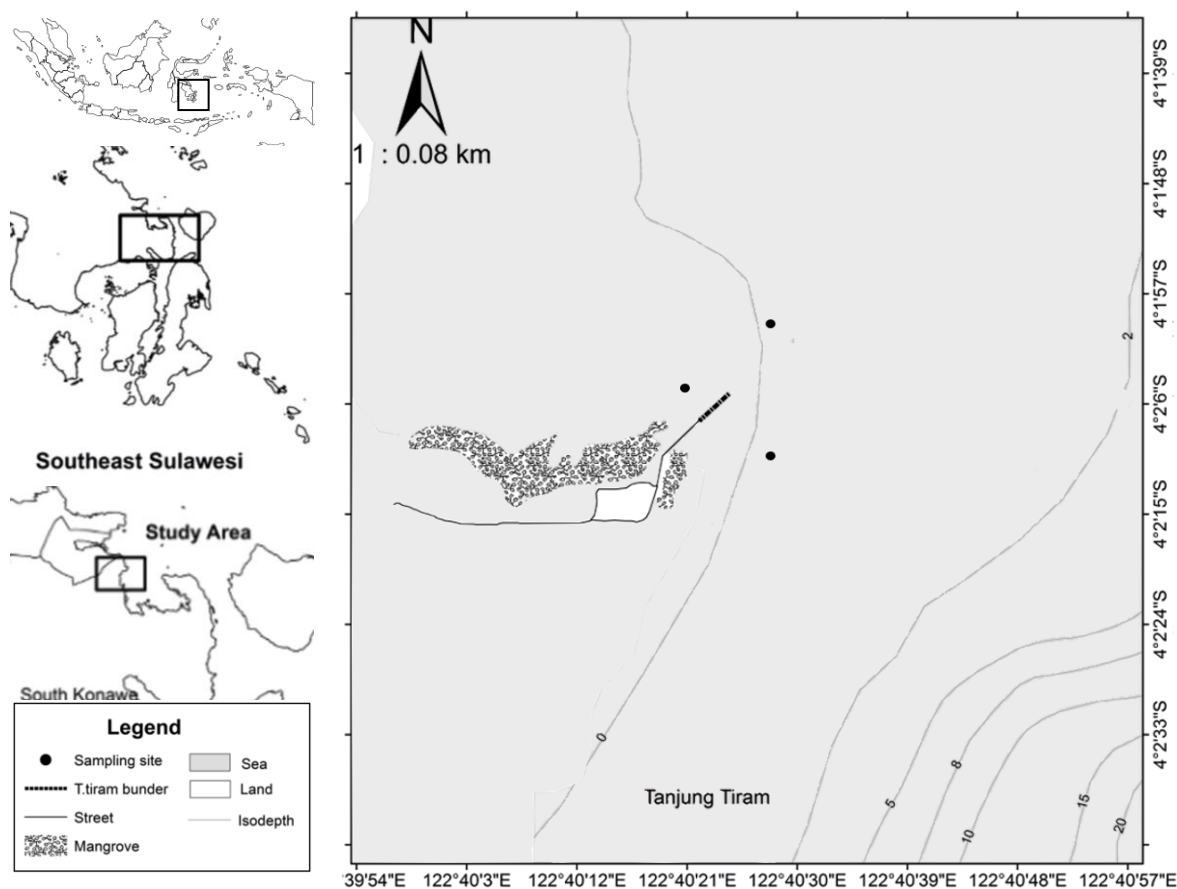 N
1 : 0.08 km
Southeast Sulawesi
Study Area
South Konawe
Legend
Sampling site
T.tiram bunder
Street
Mangrove
Sea
Land
Isodepth
Tanjung Tiram
0
2
5
8
10
15
20
4°1'39"S
4°1'48"S
4°1'57"S
4°2'6"S
4°2'15"S
4°2'24"S
4°2'33"S
'39'54"E 122°40'3"E 122°40'12"E 122°40'21"E 122°40'30"E 122°40'39"E 122°40'48"E 122°40'57"E